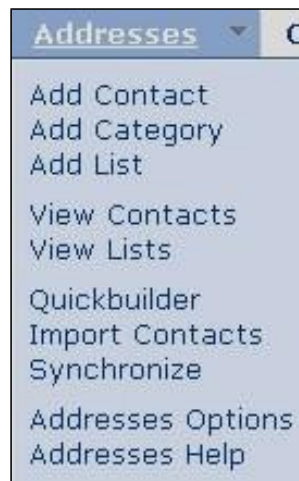 Addresses
Add Contact
Add Category
Add List
View Contacts
View Lists
Quickbuilder
Import Contacts
Synchronize
Addresses Options
Addresses Help